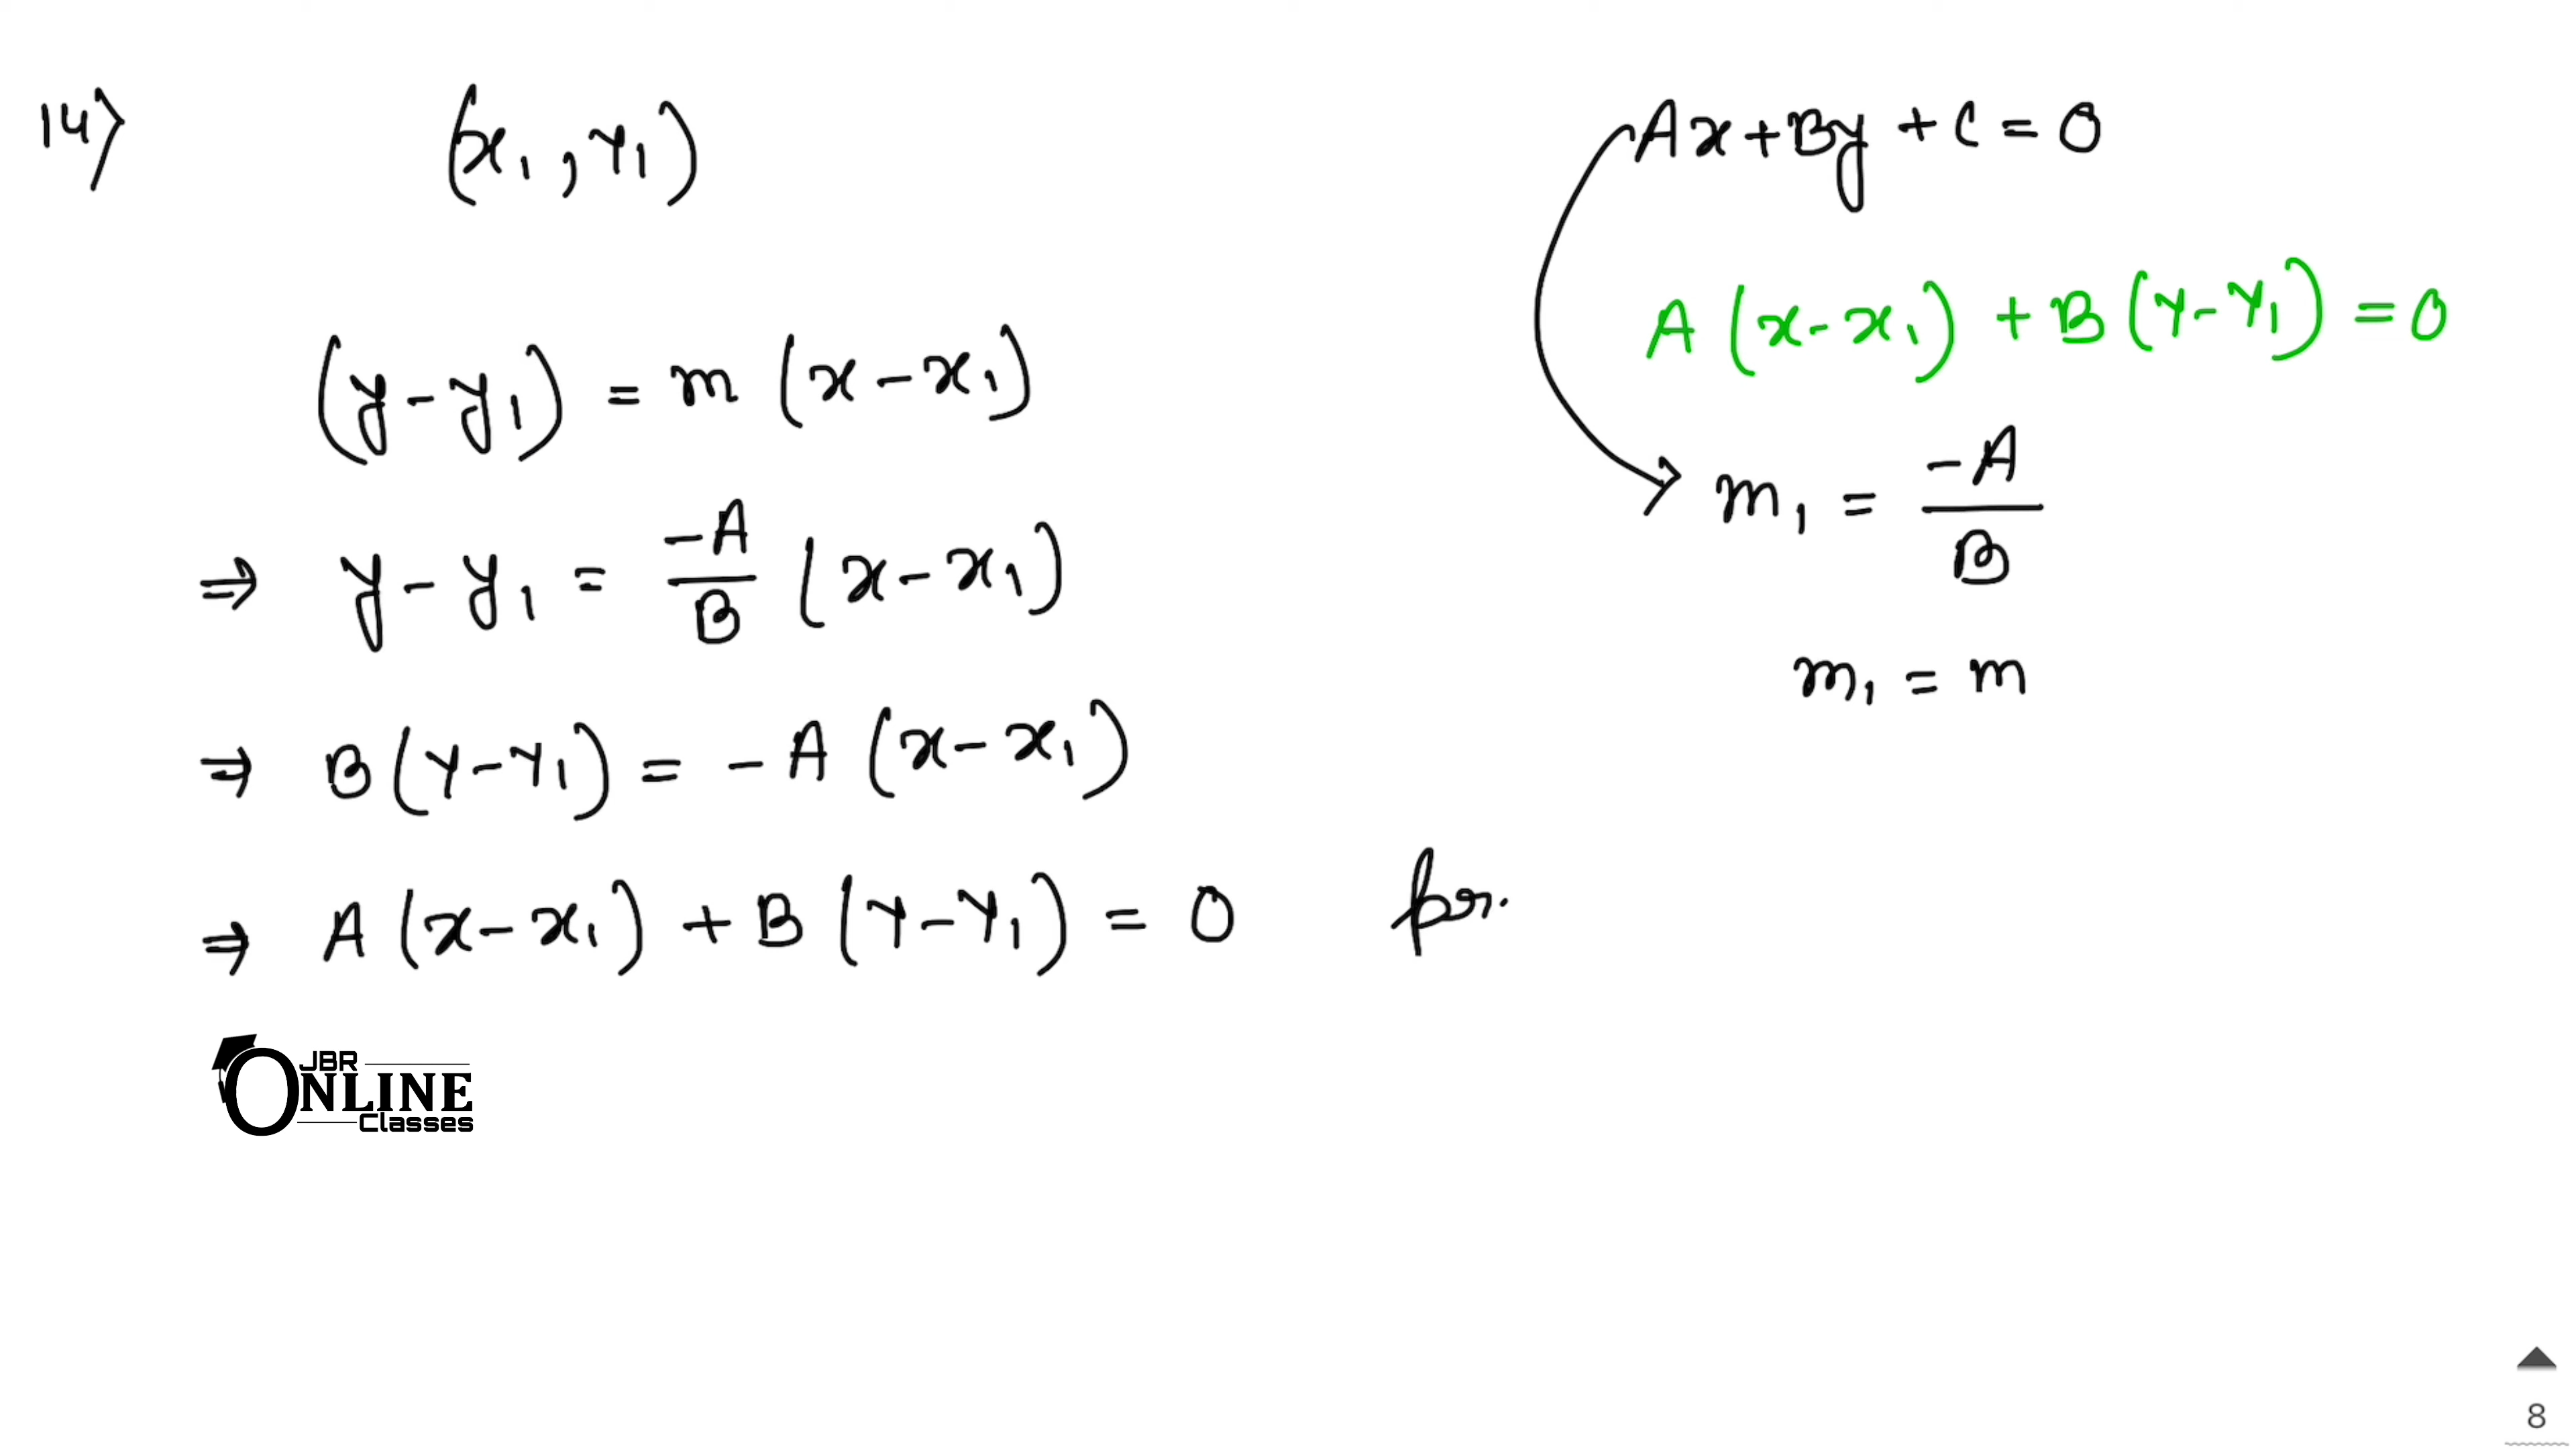 14)
(x₁, y₁)
(y-y₁) = m (x-x₁)
⇒ y-y₁ = -A/B (x-x₁)
⇒ B(y-y₁) = -A (x-x₁)
⇒ A(x-x₁) + B(y-y₁) = 0
Ax+By+C=0
A(x-x₁) + B(y-y₁) = 0
m₁ = -A/B
m₁ = m
JBR
ONLINE
Classes
8